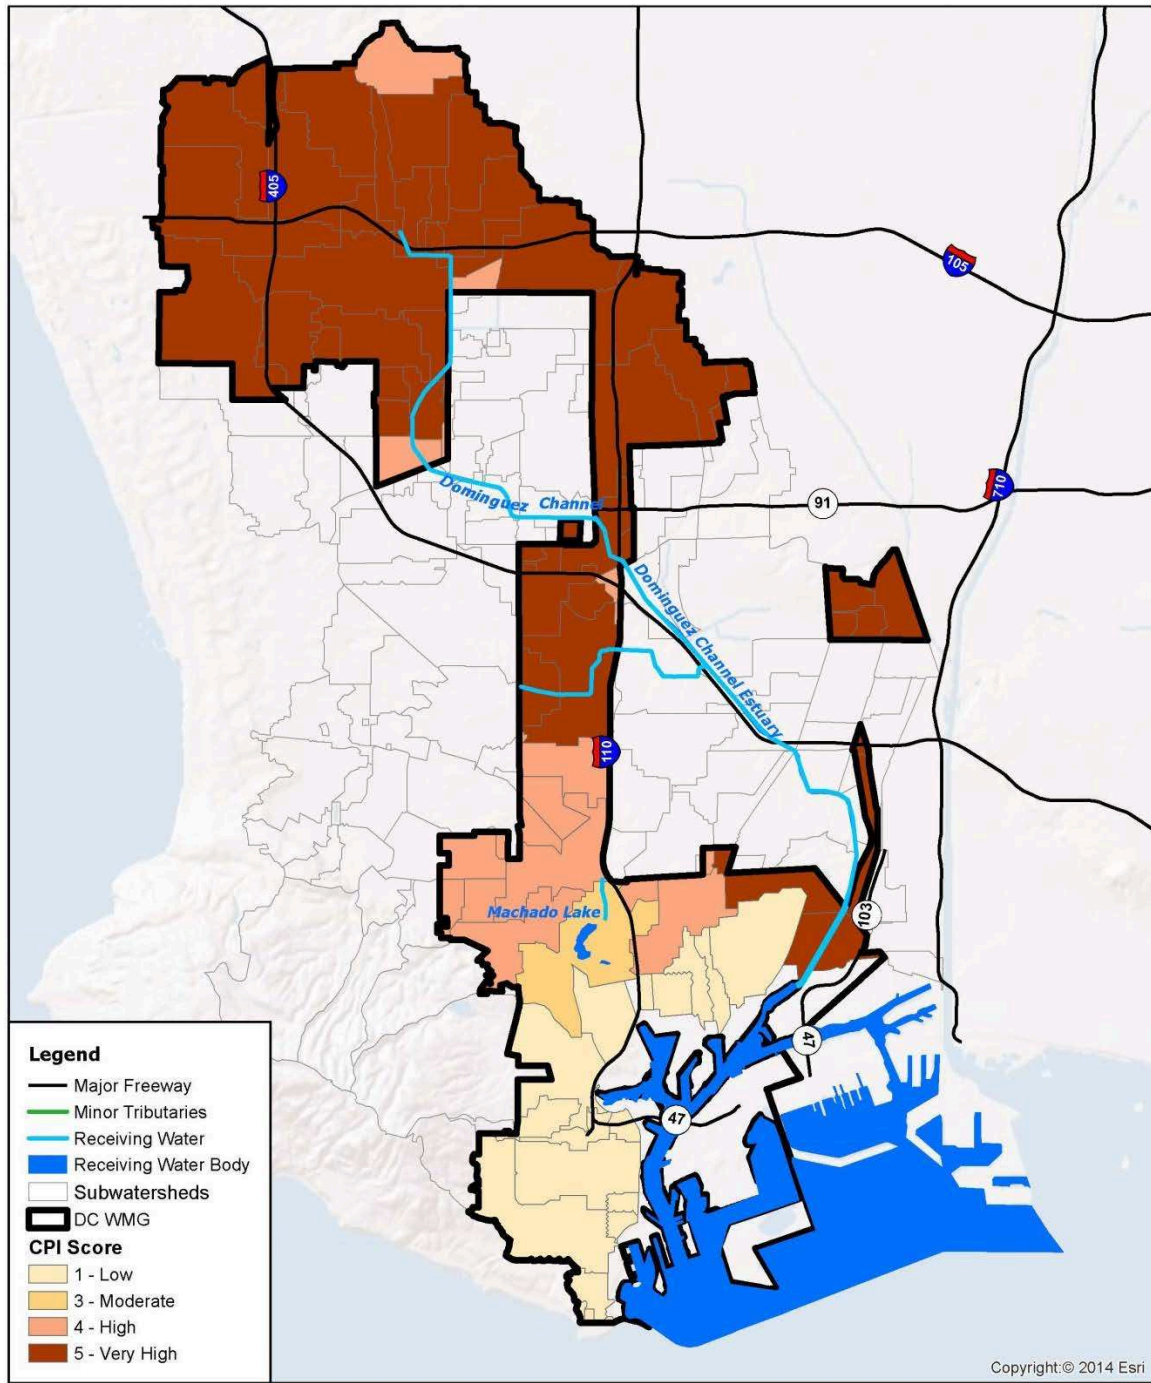 405
105
710
91
Dominguez Channel
Dominguez Channel Estuary
110
Machado Lake
103
47
47
Legend
Major Freeway
Minor Tributaries
Receiving Water
Receiving Water Body
Subwatersheds
DC WMG
CPI Score
1 - Low
3 - Moderate
4 - High
5 - Very High
Copyright:© 2014 Esri